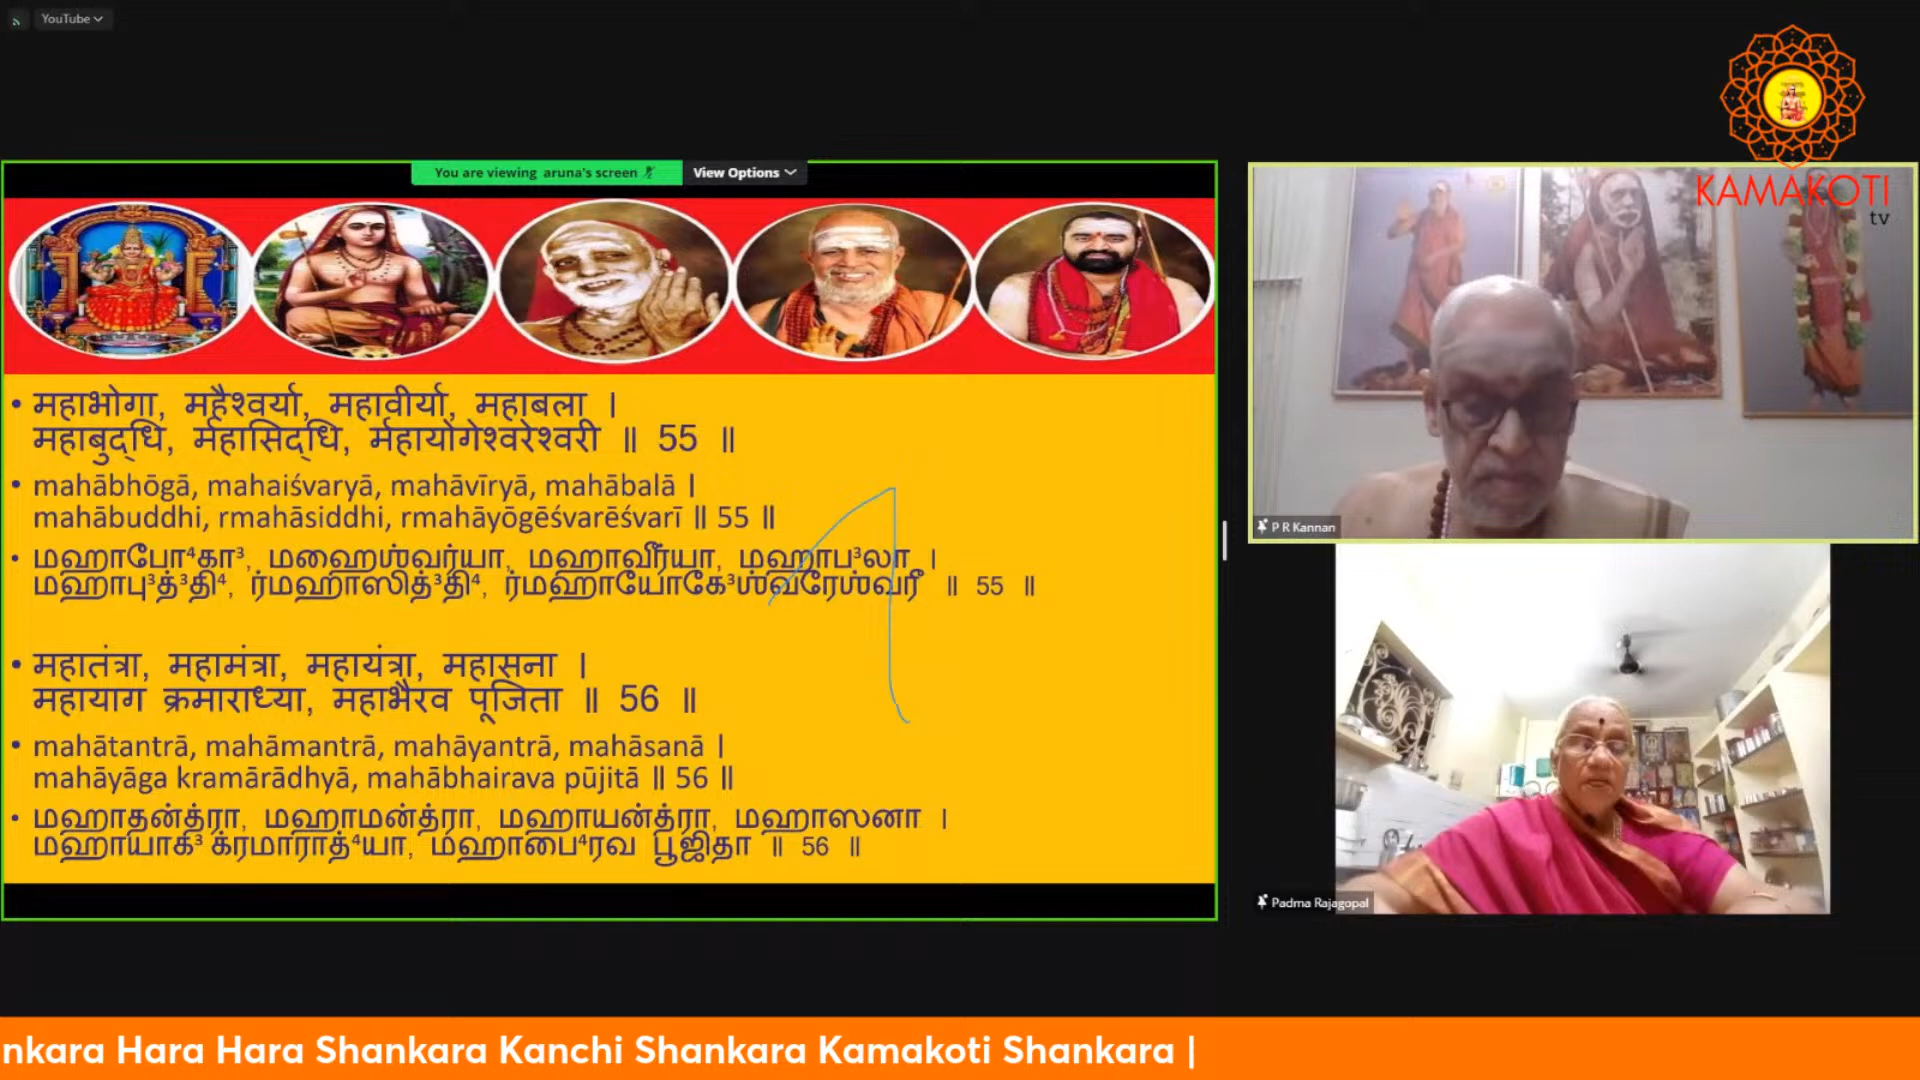 YouTube
KAMAKOTI
tv
You are viewing aruna's screen
View Options
• महाभोगा, महैश्वर्या, महावीर्या, महाबला |
महाबुद्धि, र्महासिद्धि, र्महायोगेश्वरेश्वरी ॥ 55 ॥
• mahābhōgā, mahaiśvaryā, mahāvīryā, mahābalā |
mahābuddhi, rmahāsiddhi, rmahāyōgēśvarēśvarī ॥ 55 ॥
• மஹாபோ⁴கா³, மஹைஶ்வர்யா, மஹாவீர்யா, மஹாப³லா |
மஹாபு³த்³தி⁴, ர்மஹாஸித்³தி⁴, ர்மஹாயோகே³ஶ்வரேஶ்வரீ ॥ 55 ॥
• महातंत्रा, महामंत्रा, महायंत्रा, महासना |
महायाग क्रमाराध्या, महाभैरव पूजिता ॥ 56 ॥
• mahātantrā, mahāmantrā, mahāyantrā, mahāsanā |
mahāyāga kramārādhyā, mahābhairava pūjitā ॥ 56 ॥
• மஹாதன்த்ரா, மஹாமன்த்ரா, மஹாயன்த்ரா, மஹாஸனா |
மஹாயாக³ க்ரமாராத்⁴யா, மஹாபை⁴ரவ பூஜிதா ॥ 56 ॥
P R Kannan
Padma Rajagopal
nkara Hara Hara Shankara Kanchi Shankara Kamakoti Shankara |